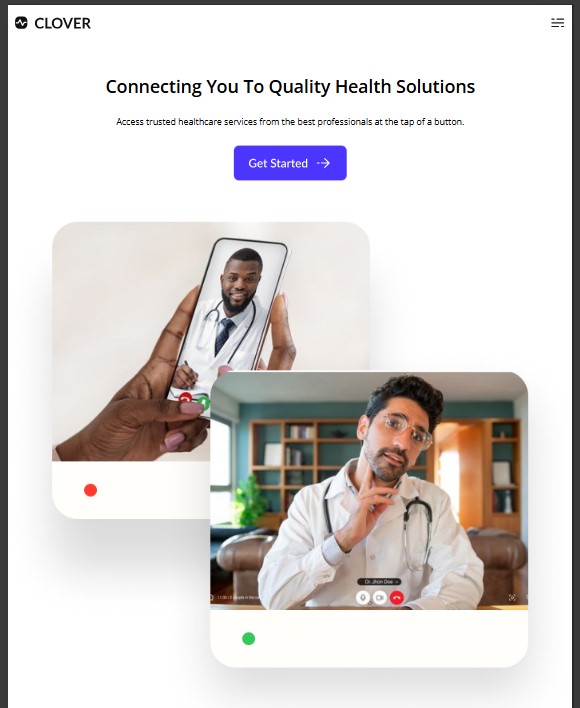 CLOVER
Connecting You To Quality Health Solutions
Access trusted healthcare services from the best professionals at the tap of a button.
Get Started
Dr. Jhon Doe